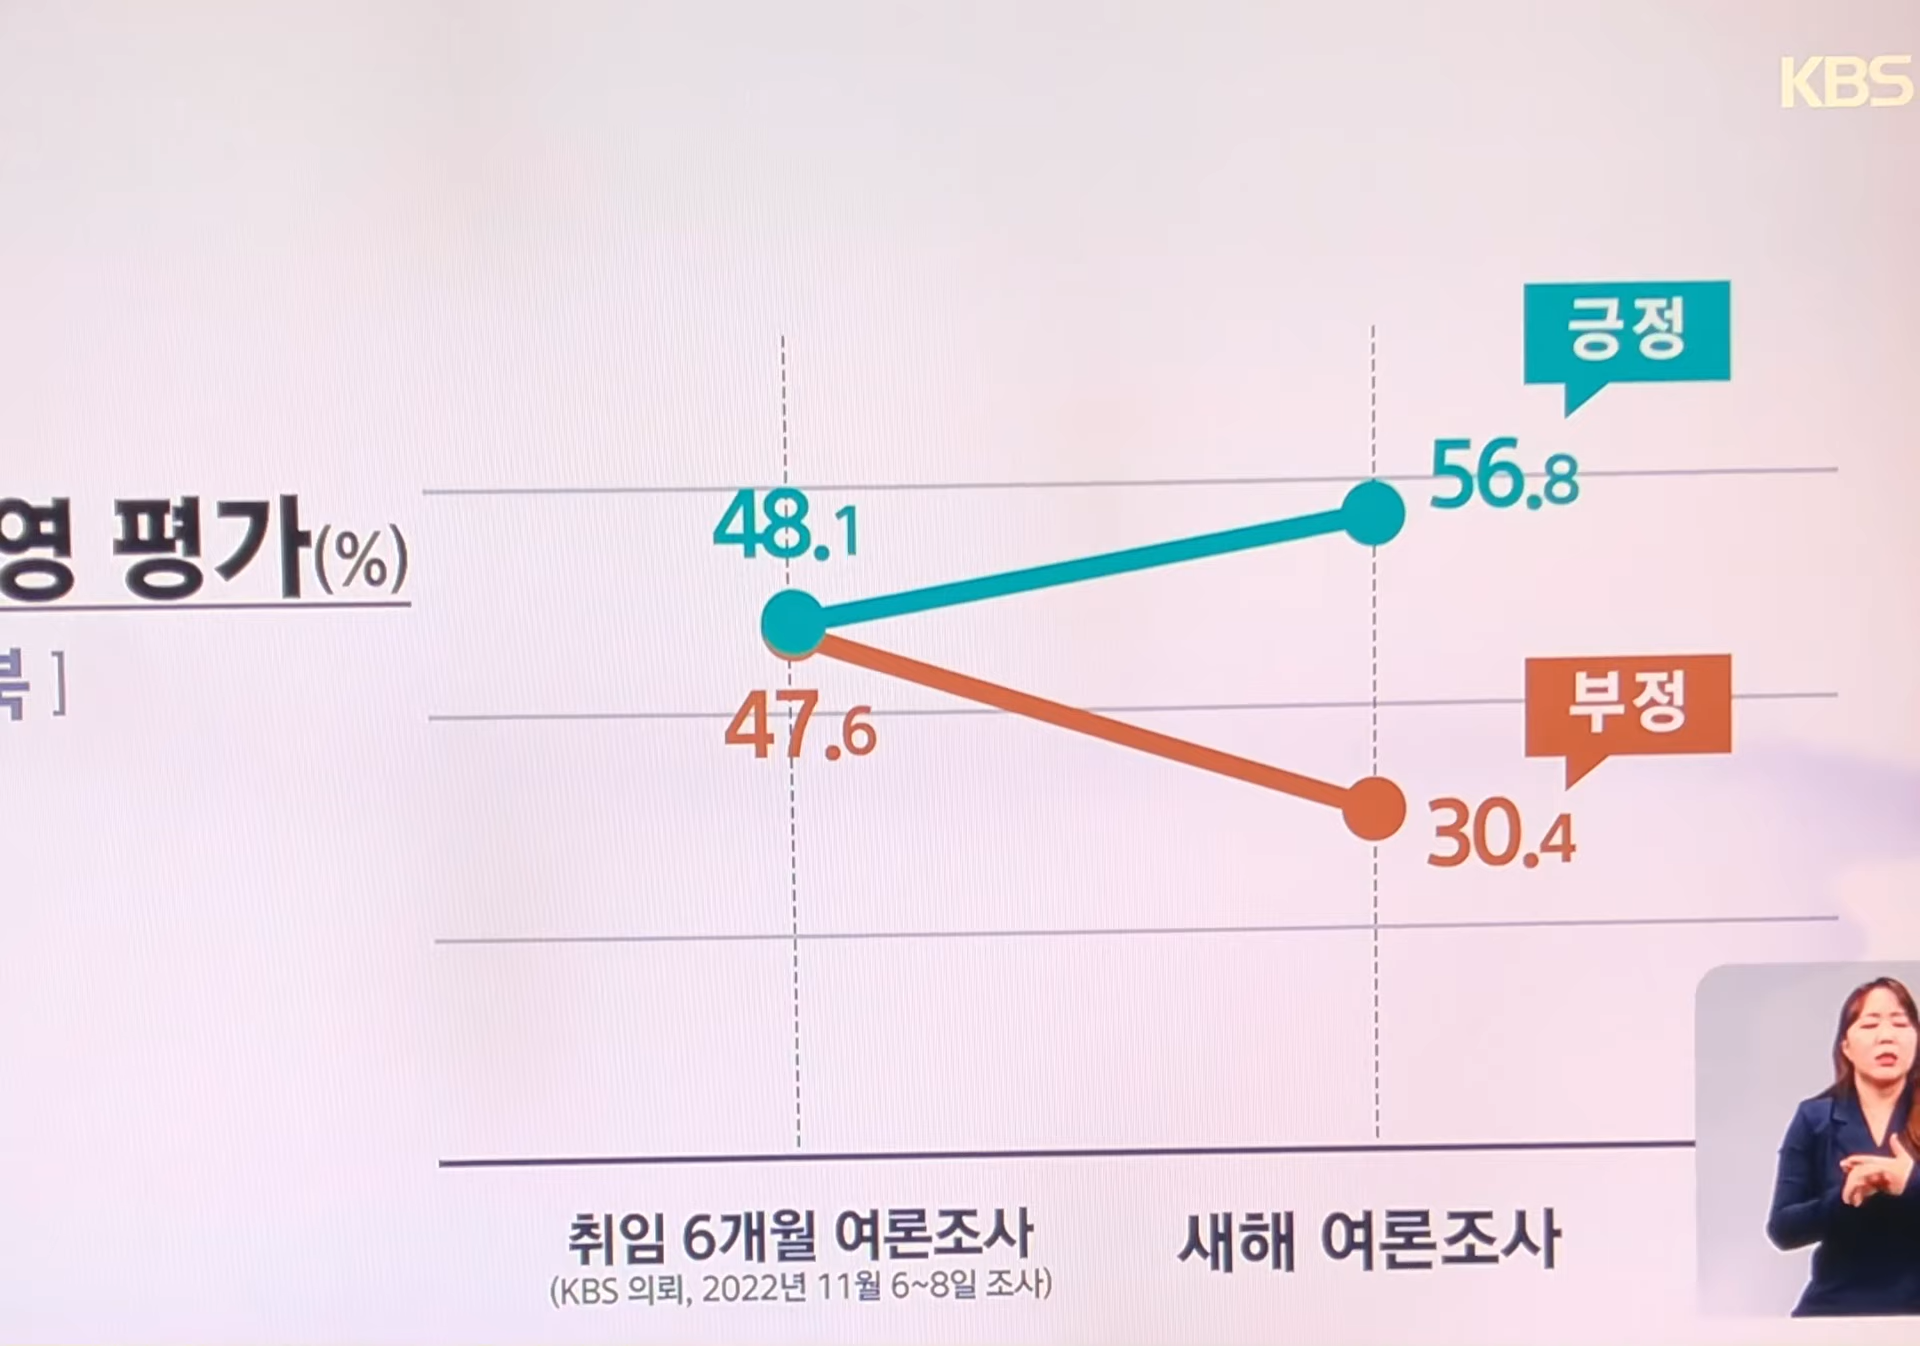 KBS
긍정
56.8
48.1
영 평가(%)
북]
부정
47.6
30.4
취임 6개월 여론조사
(KBS 의뢰, 2022년 11월 6~8일 조사)
새해 여론조사